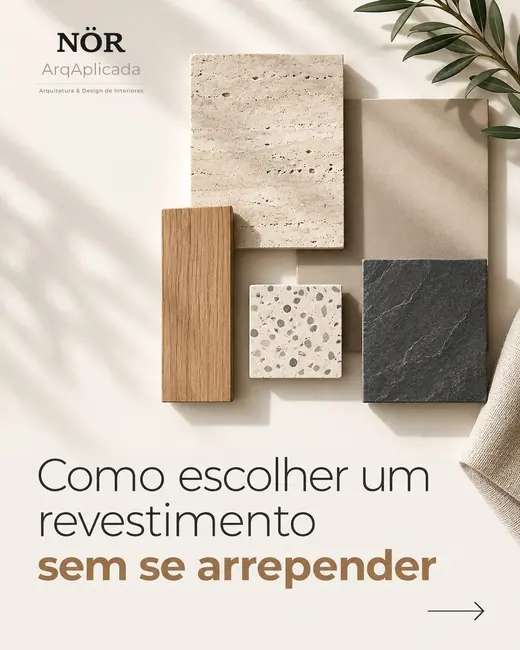 NÖR
ArqAplicada
Arquitetura & Design de Interiores
Como escolher um
revestimento
sem se arrepender